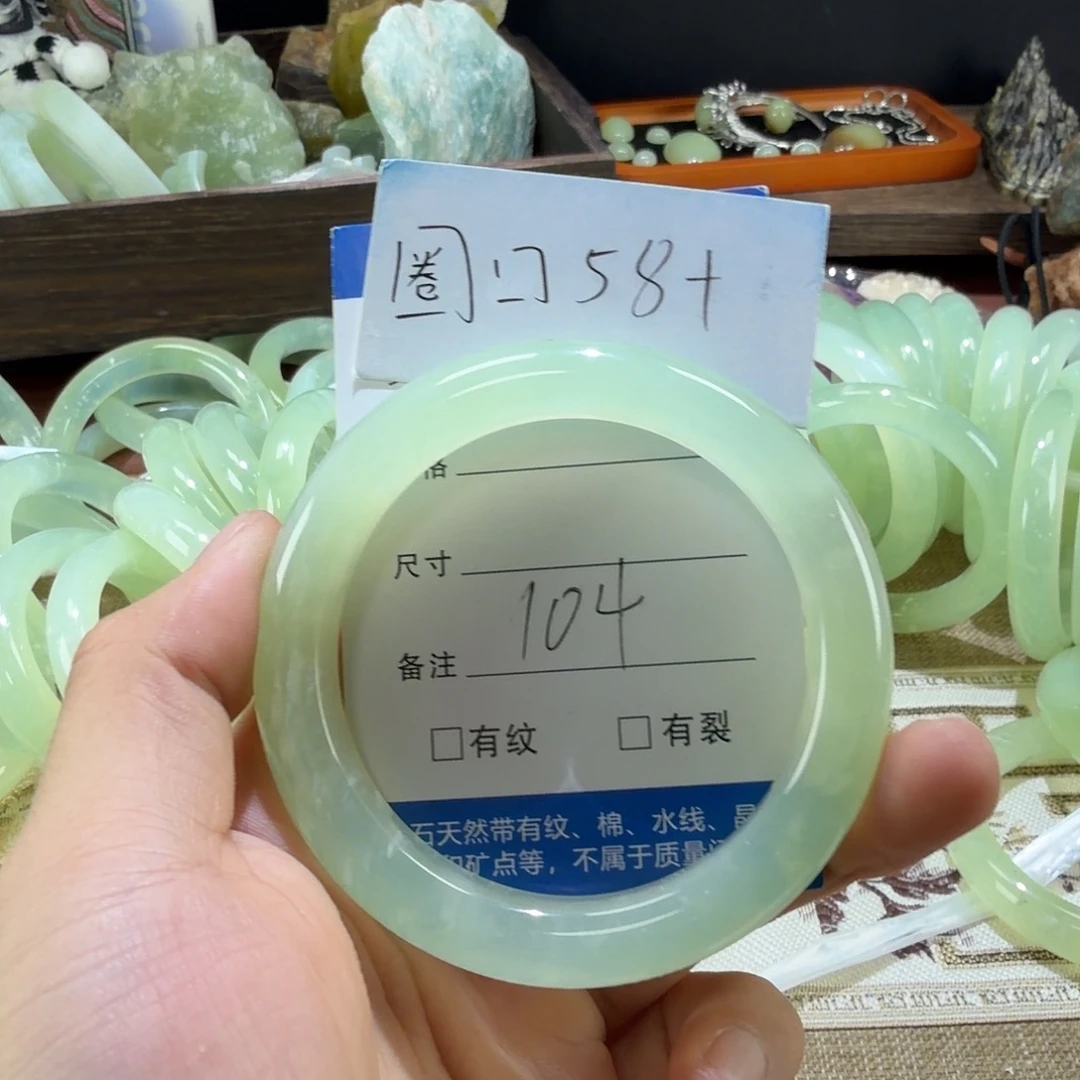 圈口58+
尺寸
104
备注
□有纹 □有裂
石天然带有纹、棉、水线、
矿点等，不属于质量